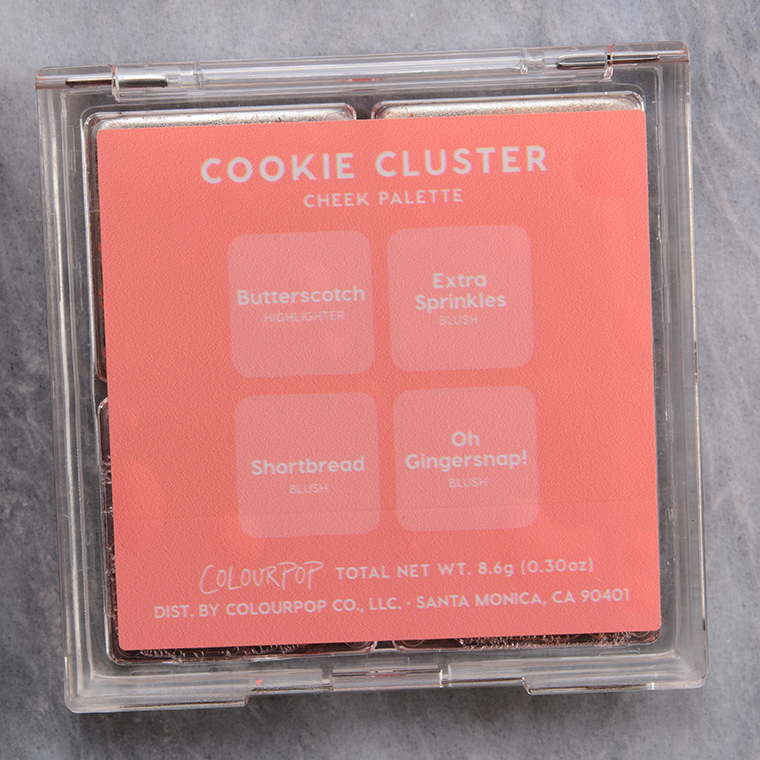 COOKIE CLUSTER
CHEEK PALETTE
Butterscotch
HIGHLIGHTER
Extra
Sprinkles
BLUSH
Shortbread
BLUSH
Oh
Gingersnap!
BLUSH
COLOURPOP TOTAL NET WT. 8.6g (0.30oz)
DIST. BY COLOURPOP CO., LLC. · SANTA MONICA, CA 90401